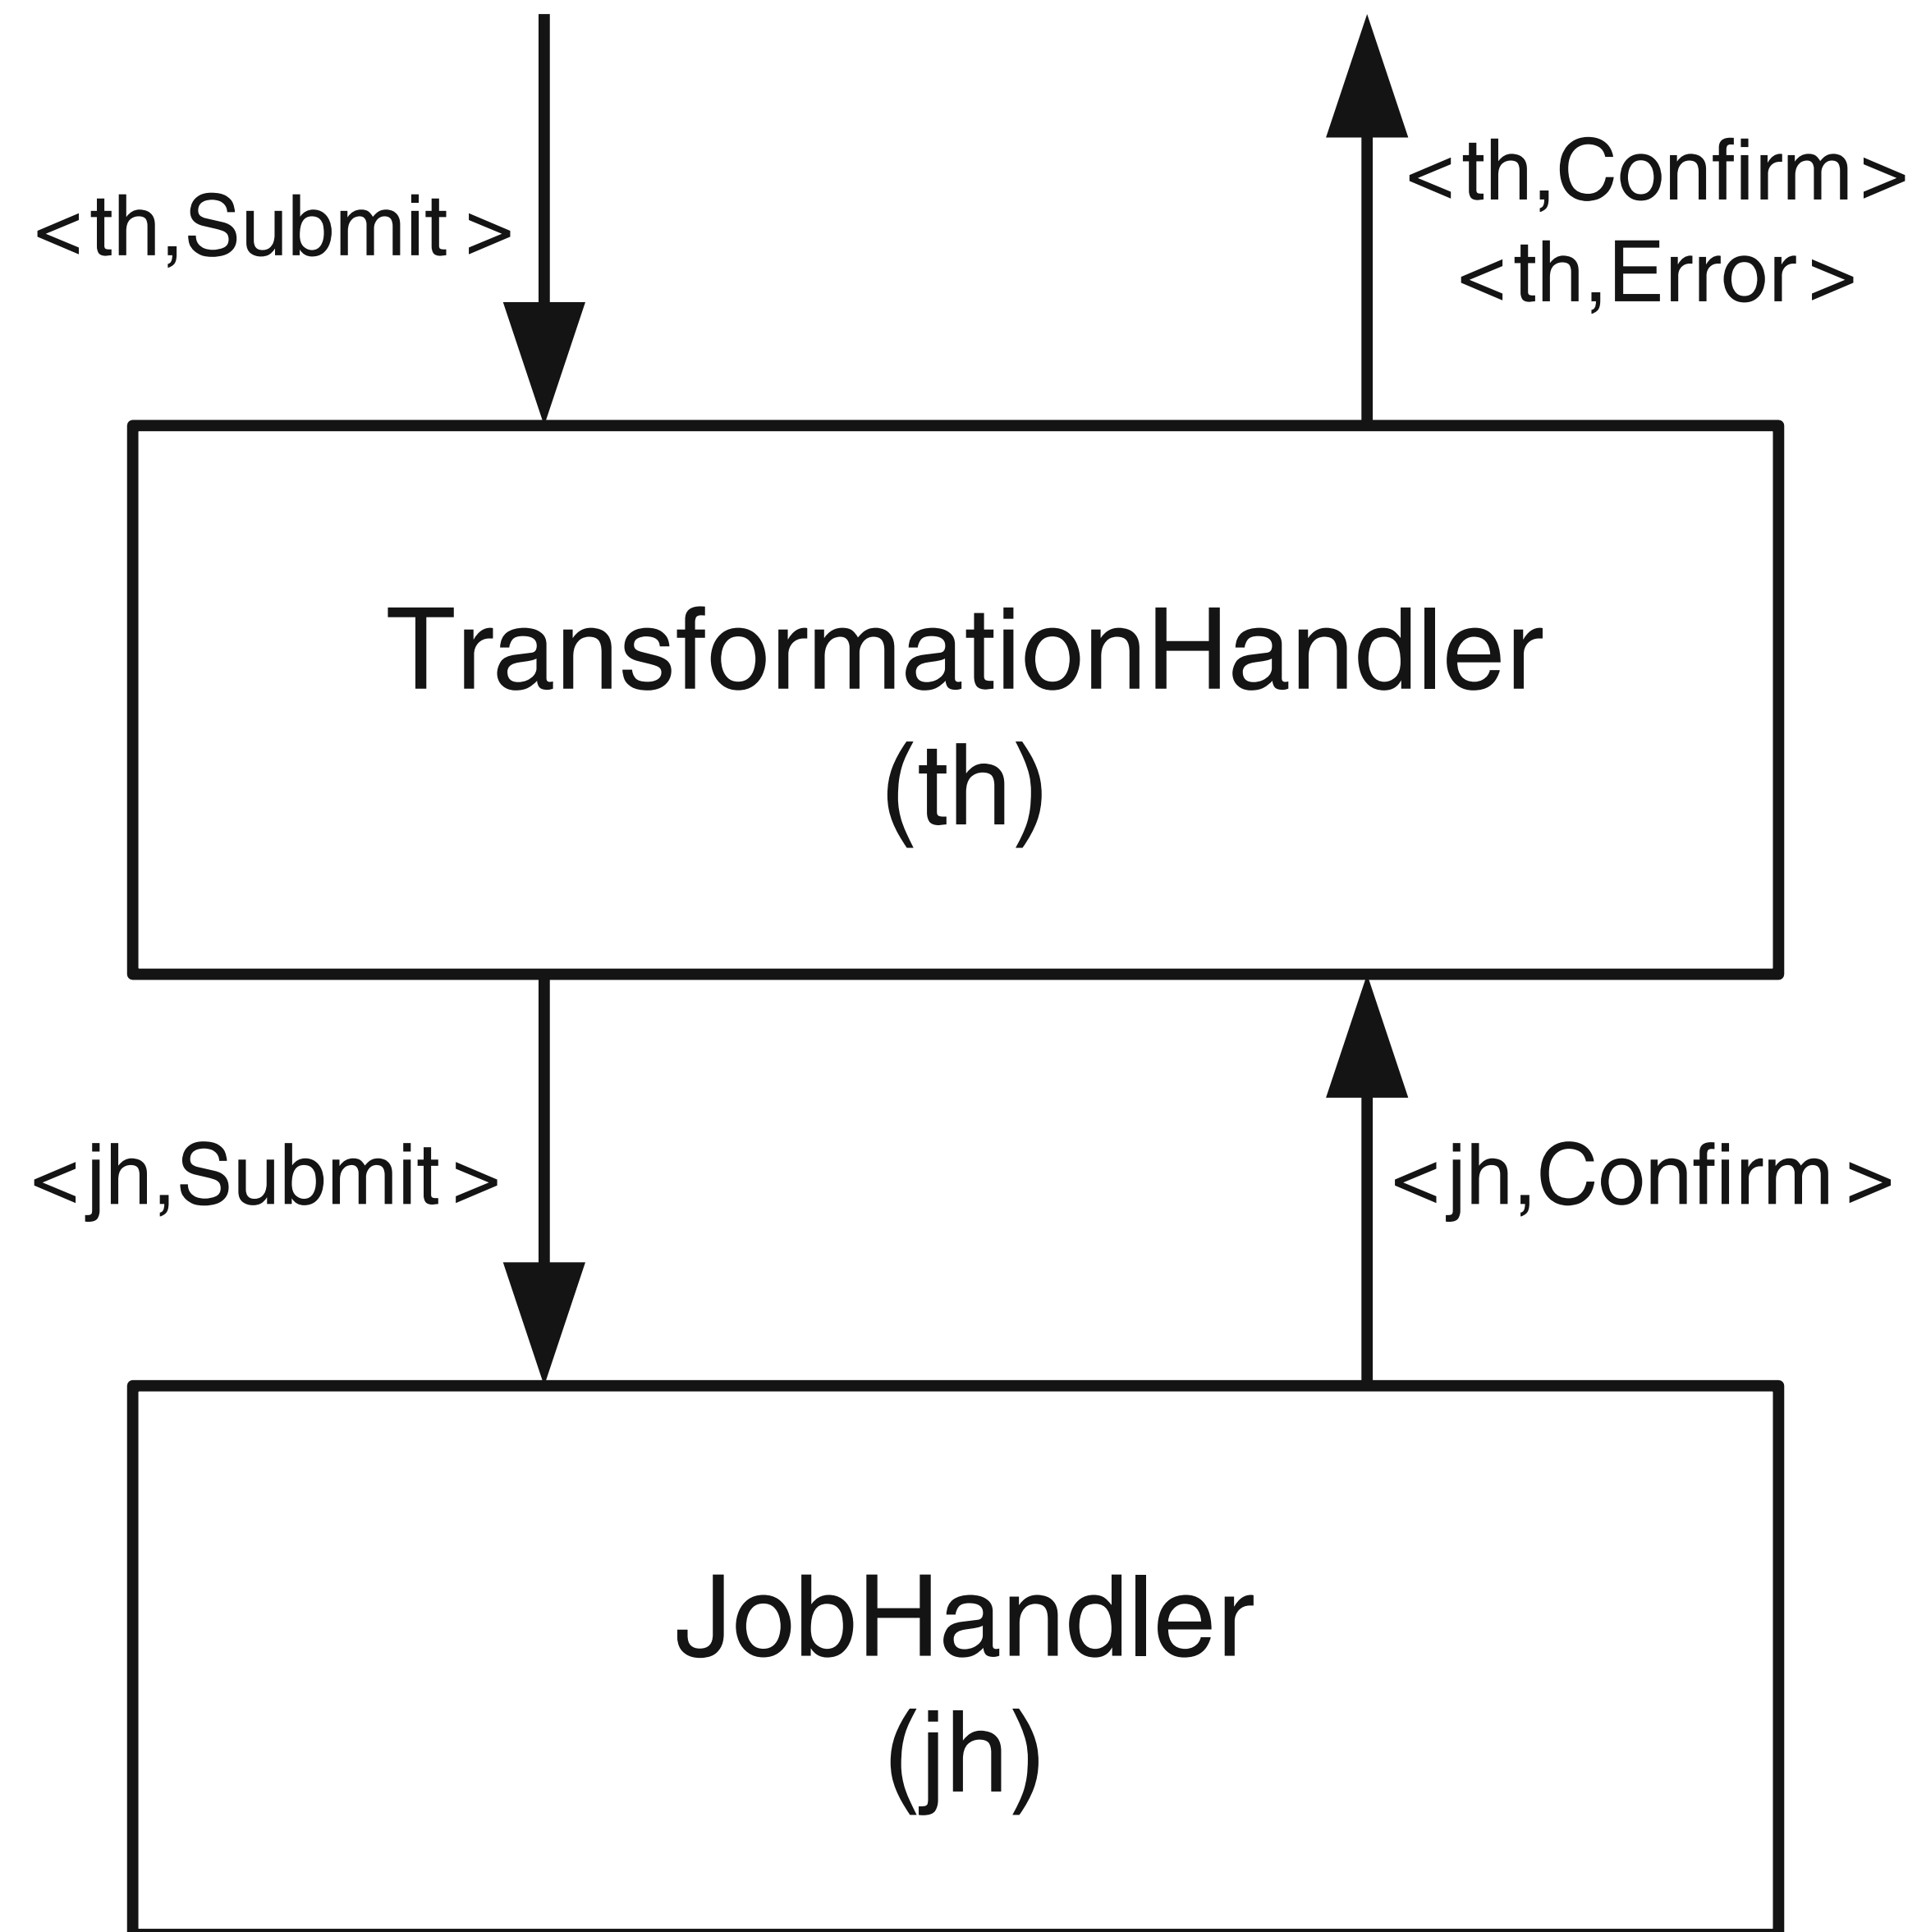 <th,Submit>
<th,Confirm>
<th,Error>
TransformationHandler
(th)
<jh,Submit>
<jh,Confirm>
JobHandler
(jh)